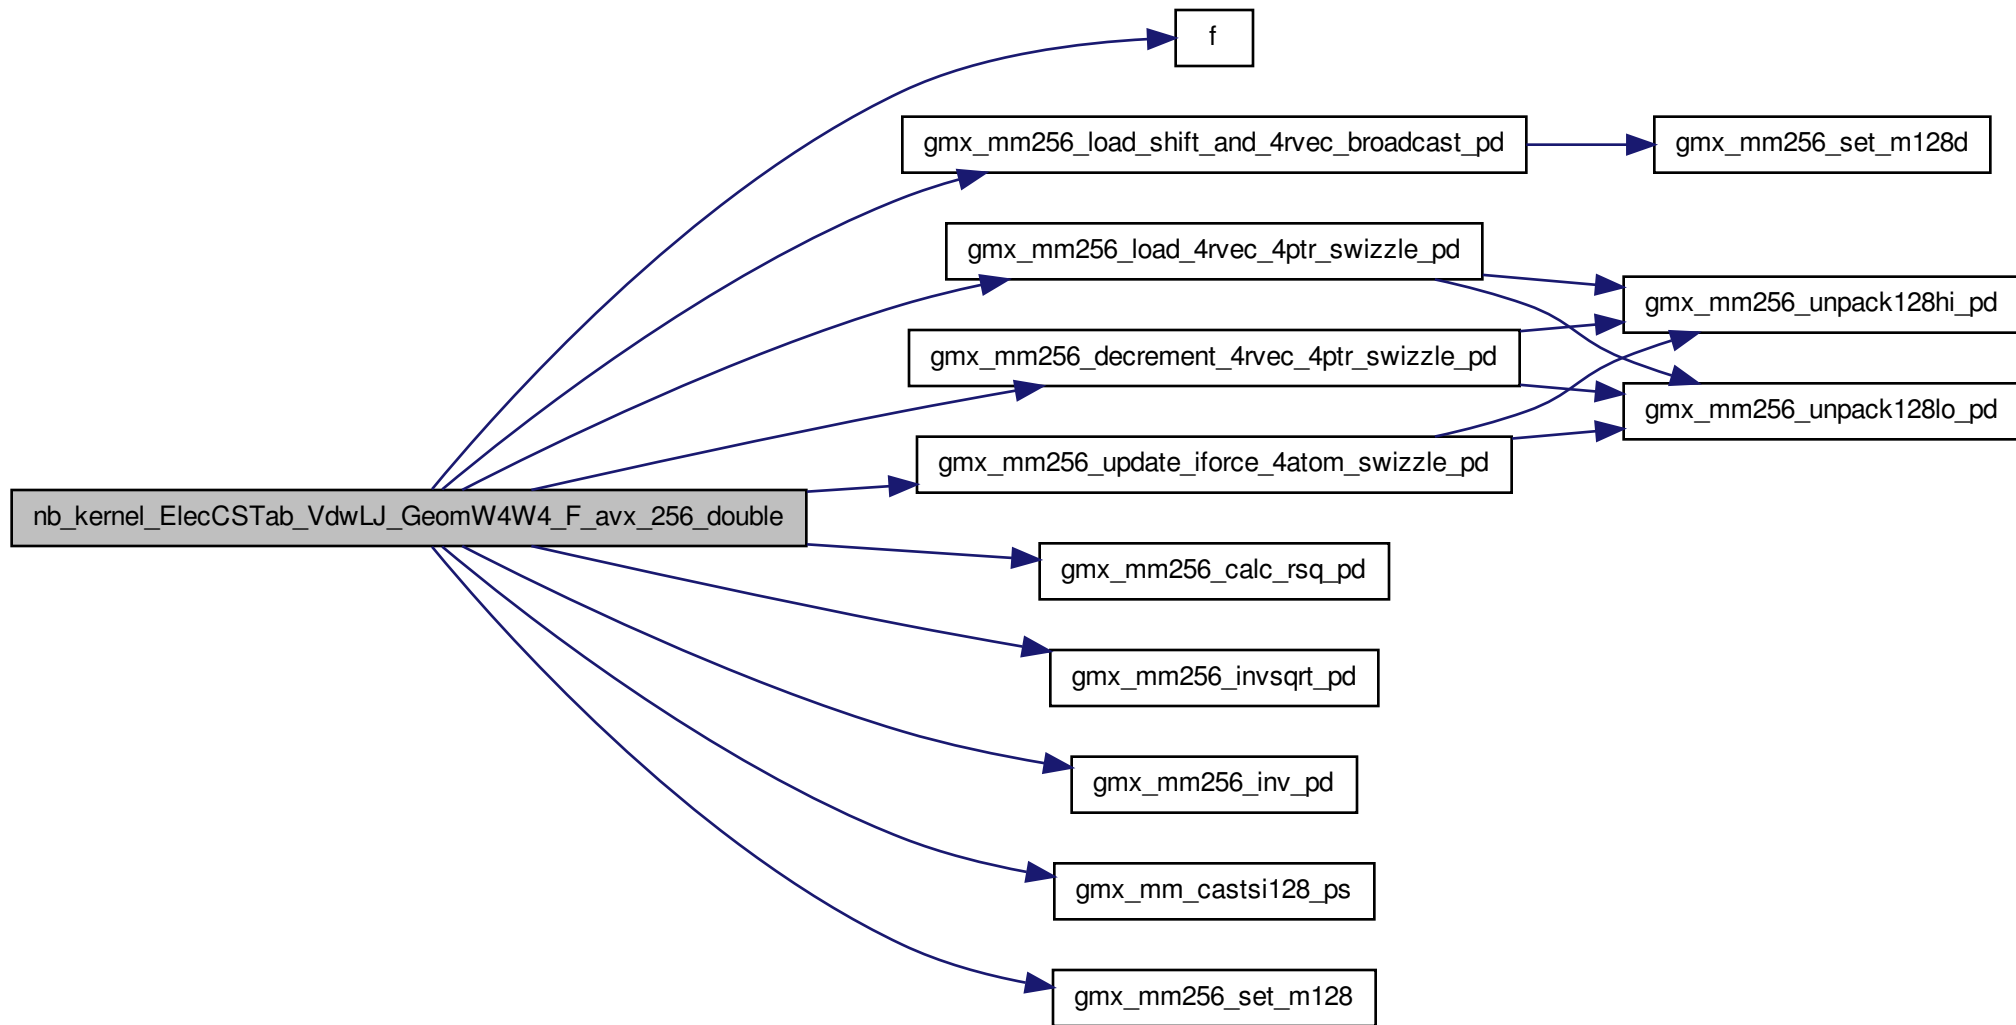 f
gmx_mm256_load_shift_and_4rvec_broadcast_pd
gmx_mm256_set_m128d
gmx_mm256_load_4rvec_4ptr_swizzle_pd
gmx_mm256_unpack128hi_pd
gmx_mm256_decrement_4rvec_4ptr_swizzle_pd
gmx_mm256_unpack128lo_pd
gmx_mm256_update_iforce_4atom_swizzle_pd
nb_kernel_ElecCSTab_VdwLJ_GeomW4W4_F_avx_256_double
gmx_mm256_calc_rsq_pd
gmx_mm256_invsqrt_pd
gmx_mm256_inv_pd
gmx_mm_castsi128_ps
gmx_mm256_set_m128